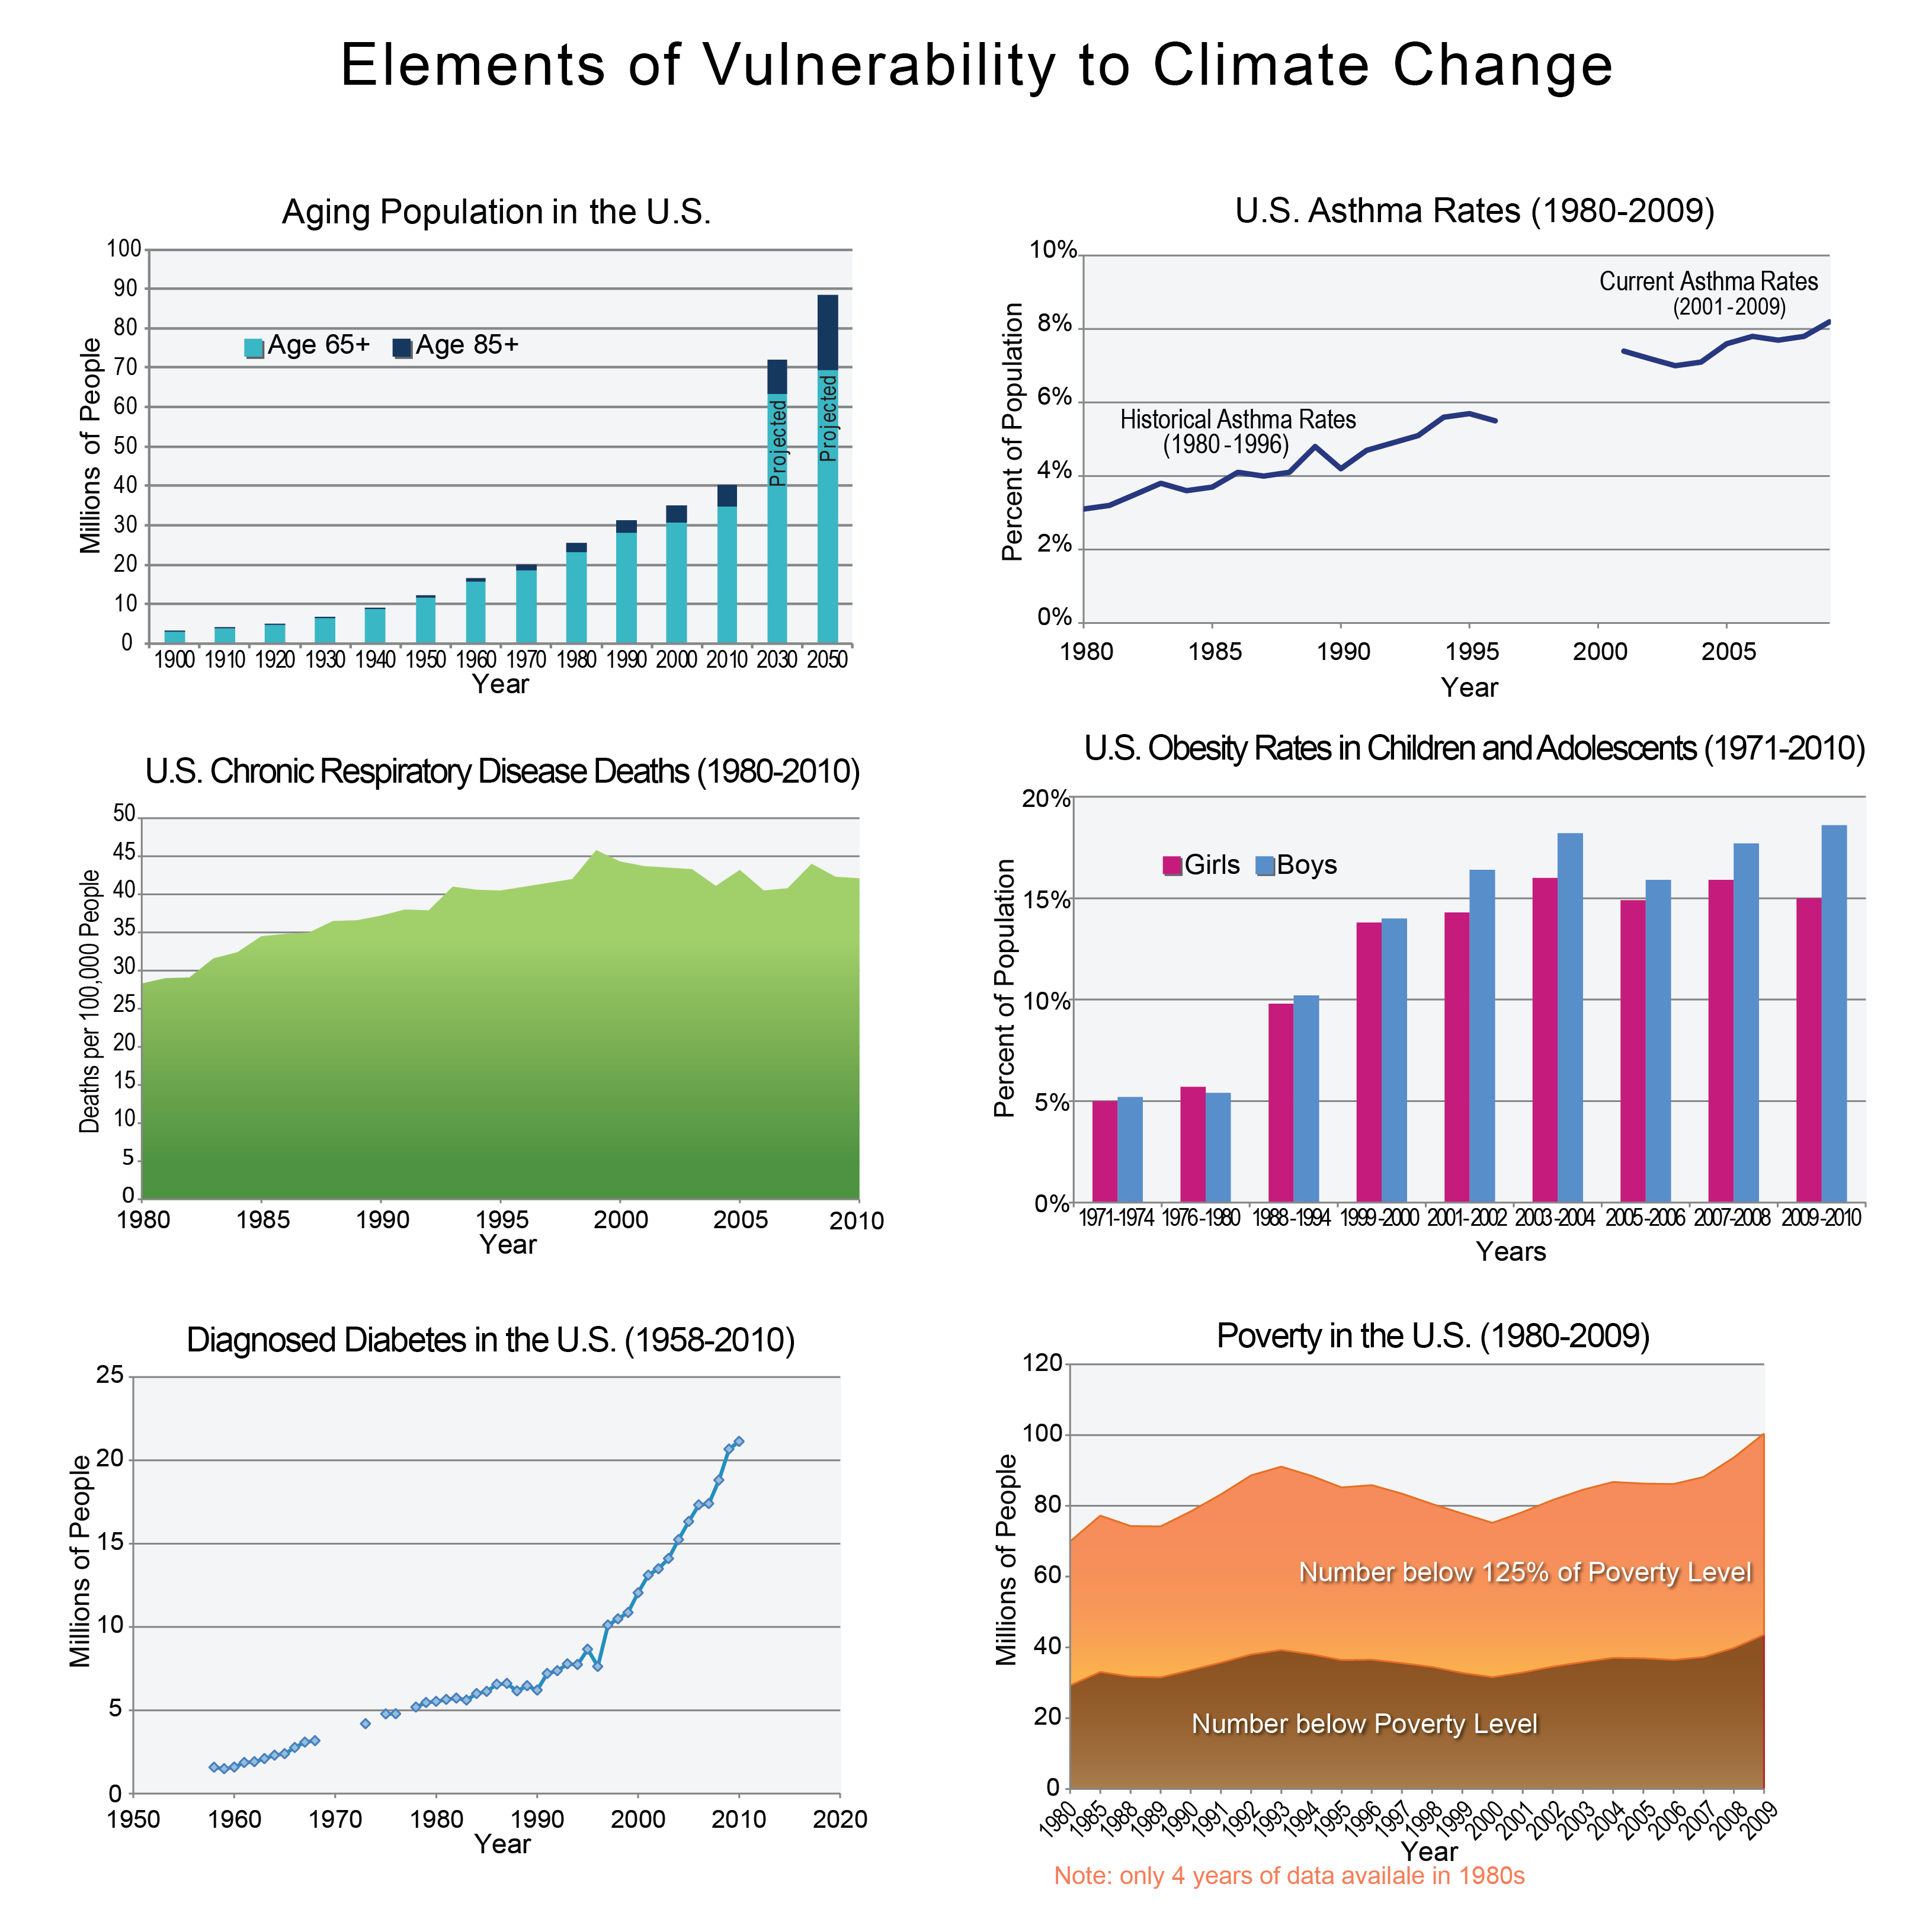 Elements of Vulnerability to Climate Change
Aging Population in the U.S.
100
90
80
70
60
50
40
30
20
10
0
Millions of People
Age 65+ Age 85+
Projected
Projected
1900 1910 1920 1930 1940 1950 1960 1970 1980 1990 2000 2010 2030 2050
Year
U.S. Asthma Rates (1980-2009)
10%
8%
6%
4%
2%
0%
Percent of Population
Current Asthma Rates
(2001-2009)
Historical Asthma Rates
(1980-1996)
1980 1985 1990 1995 2000 2005
Year
U.S. Chronic Respiratory Disease Deaths (1980-2010)
50
45
40
35
30
25
20
15
10
5
0
Deaths per 100,000 People
1980 1985 1990 1995 2000 2005 2010
Year
U.S. Obesity Rates in Children and Adolescents (1971-2010)
20%
15%
10%
5%
0%
Percent of Population
Girls Boys
1971-1974 1976-1980 1988-1994 1999-2000 2001-2002 2003-2004 2005-2006 2007-2008 2009-2010
Years
Diagnosed Diabetes in the U.S. (1958-2010)
25
20
15
10
5
0
Millions of People
1950 1960 1970 1980 1990 2000 2010 2020
Year
Poverty in the U.S. (1980-2009)
120
100
80
60
40
20
0
Millions of People
Number below 125% of Poverty Level
Number below Poverty Level
1980 1985 1988 1989 1990 1991 1992 1993 1994 1995 1996 1997 1998 1999 2000 2001 2002 2003 2004 2005 2006 2007 2008 2009
Year
Note: only 4 years of data availale in 1980s